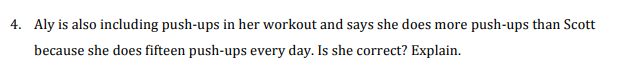 4. Aly is also including push-ups in her workout and says she does more push-ups than Scott
because she does fifteen push-ups every day. Is she correct? Explain.